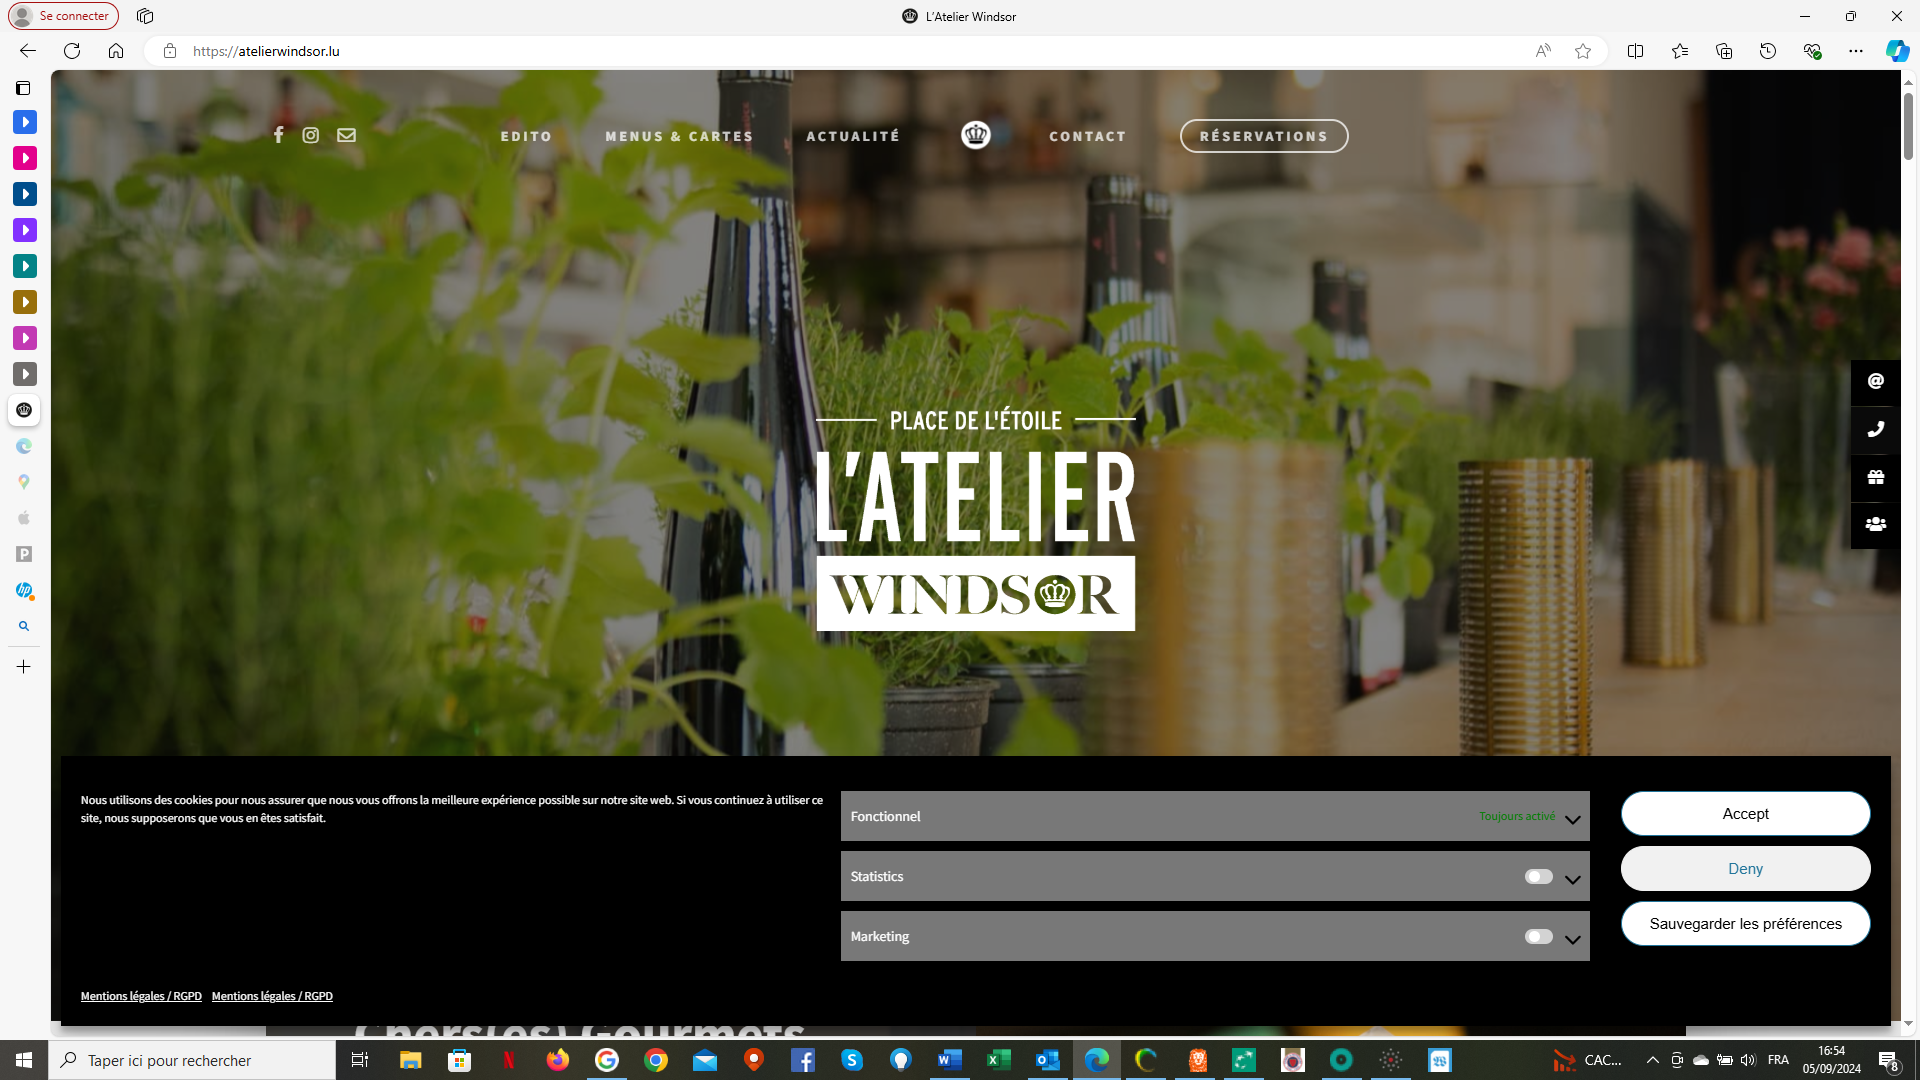 Se connecter
L'Atelier Windsor
https://atelierwindsor.lu
EDITO
MENUS & CARTES
ACTUALITÉ
CONTACT
RÉSERVATIONS
PLACE DE L'ÉTOILE
L'ATELIER
WINDSOR
Nous utilisons des cookies pour nous assurer que nous vous offrons la meilleure expérience possible sur notre site web. Si vous continuez à utiliser ce
site, nous supposerons que vous en êtes satisfait.
Fonctionnel
Toujours activé
Statistics
Marketing
Accept
Deny
Sauvegarder les préférences
Mentions légales / RGPD
Mentions légales / RGPD
Cher(es) Gourmets
Taper ici pour rechercher
CAC...
FRA
16:54
05/09/2024
8